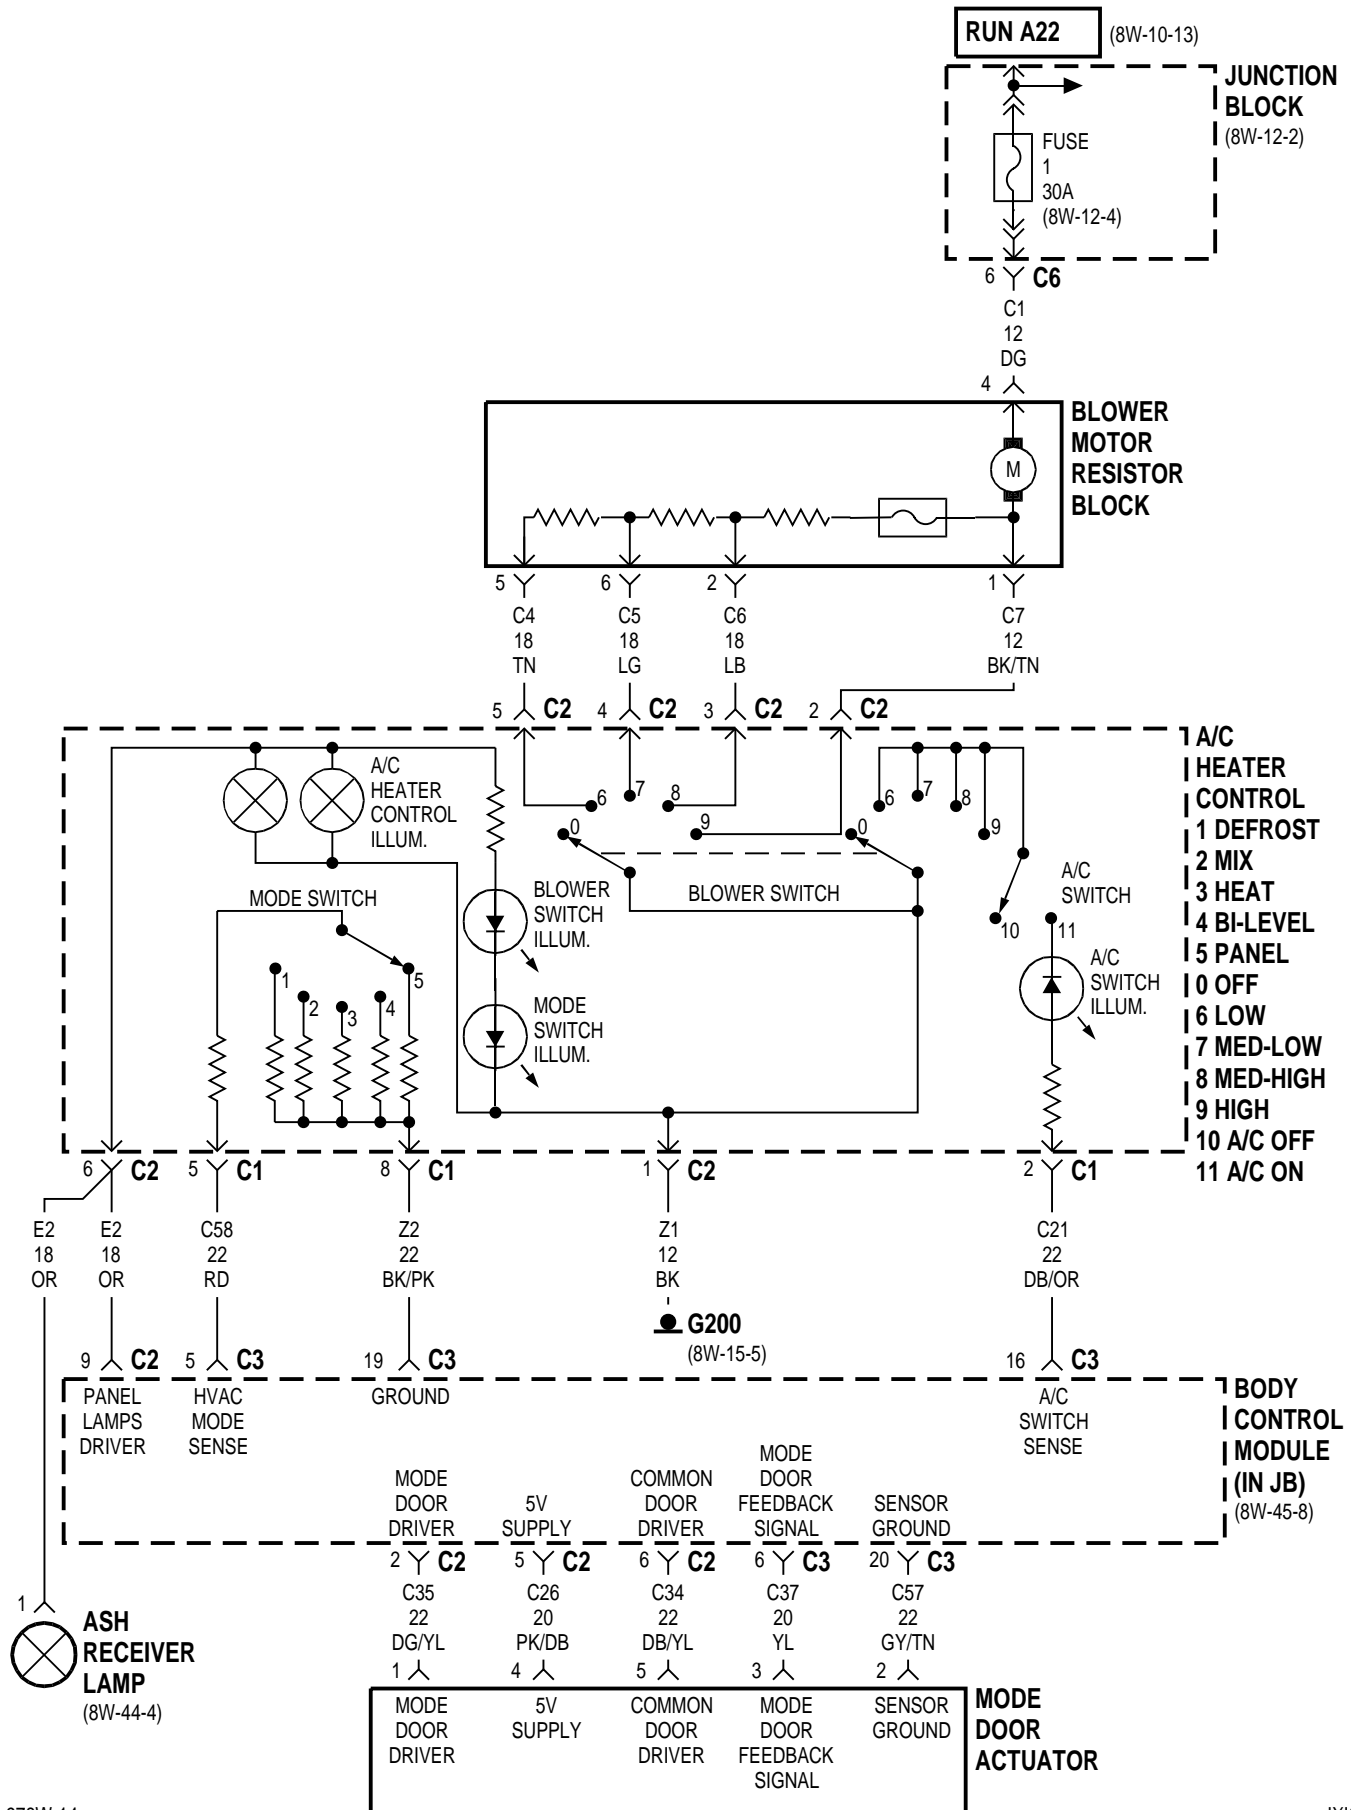 RUN A22 (8W-10-13)
JUNCTION
BLOCK
(8W-12-2)
FUSE
1
30A
(8W-12-4)
6 C6
C1
12
DG
4
BLOWER
MOTOR
RESISTOR
BLOCK
M
5 6 2 1
C4 C5 C6 C7
18 18 18 12
TN LG LB BK/TN
5 C2 4 C2 3 C2 2 C2
A/C
HEATER
CONTROL
1 DEFROST
2 MIX
3 HEAT
4 BI-LEVEL
5 PANEL
0 OFF
6 LOW
7 MED-LOW
8 MED-HIGH
9 HIGH
10 A/C OFF
11 A/C ON
A/C
HEATER
CONTROL
ILLUM.
6 7 8 6 7 8
0 9 0 9
MODE SWITCH
BLOWER
SWITCH
ILLUM.
BLOWER SWITCH
A/C
SWITCH
10 11
1 2 3 4 5
A/C
SWITCH
ILLUM.
MODE
SWITCH
ILLUM.
6 C2 5 C1 8 C1 1 C2 2 C1
E2 E2 C58 Z2 Z1 C21
18 18 22 22 12 22
OR OR RD BK/PK BK DB/OR
G200
(8W-15-5)
9 C2 5 C3 19 C3 16 C3
PANEL
LAMPS
DRIVER
HVAC
MODE
SENSE
GROUND
A/C
SWITCH
SENSE
BODY
CONTROL
MODULE
(IN JB)
(8W-45-8)
MODE
DOOR
DRIVER
5V
SUPPLY
COMMON
DOOR
DRIVER
MODE
DOOR
FEEDBACK
SIGNAL
SENSOR
GROUND
2 C2 5 C2 6 C2 6 C3 20 C3
C35 C26 C34 C37 C57
22 20 22 20 22
DG/YL PK/DB DB/YL YL GY/TN
1 4 5 3 2
1
ASH
RECEIVER
LAMP
(8W-44-4)
MODE
DOOR
DRIVER
5V
SUPPLY
COMMON
DOOR
DRIVER
MODE
DOOR
FEEDBACK
SIGNAL
SENSOR
GROUND
MODE
DOOR
ACTUATOR